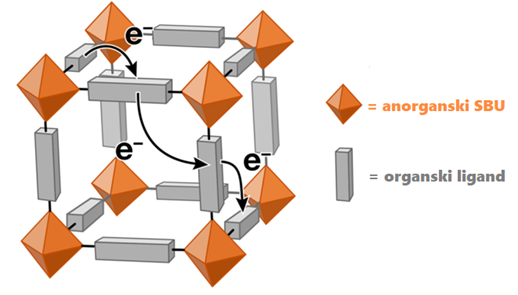 e⁻
= anorganski SBU
e⁻
e⁻
= organski ligand